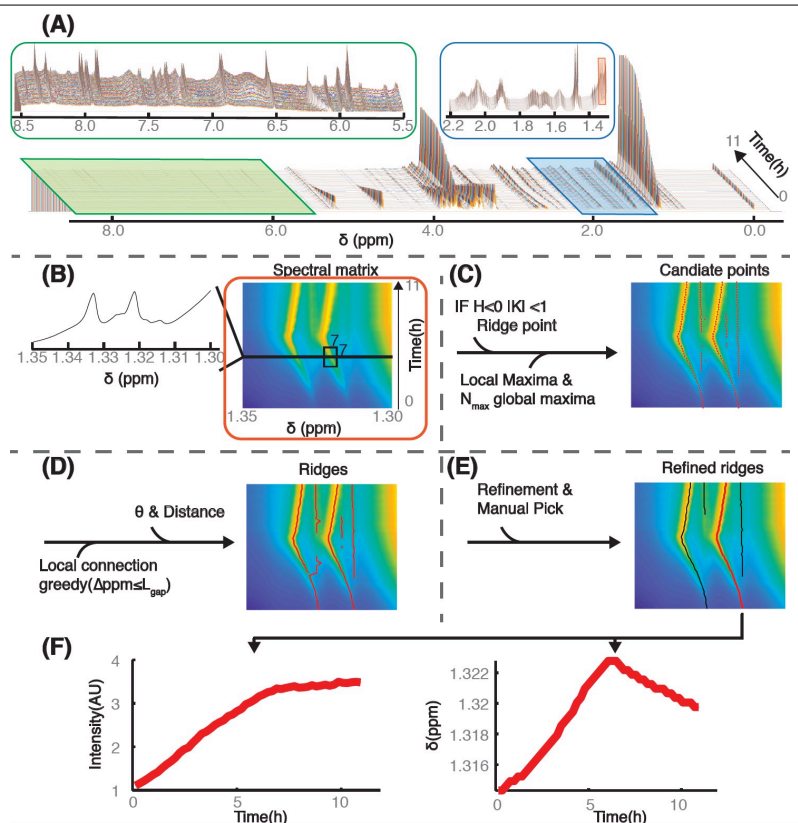 (A)
8.5 8.0 7.5 7.0 6.5 6.0 5.5
2.2 2.0 1.8 1.6 1.4
11
Time(h)
0
8.0 6.0 4.0 2.0 0.0
δ (ppm)
(B)
Spectral matrix
11
Time(h)
0
7
7
1.35 1.34 1.33 1.32 1.31 1.30
δ (ppm)
1.35 1.30
δ (ppm)
(C)
Candiate points
IF H<0 |K| <1
Ridge point
Local Maxima &
Nmax global maxima
(D)
Ridges
θ & Distance
Local connection
greedy(Δppm≤Lgap)
(E)
Refined ridges
Refinement &
Manual Pick
(F)
4
3
2
1
Intensity(AU)
0 5 10
Time(h)
1.322
1.32
1.318
1.316
δ(ppm)
0 5 10
Time(h)